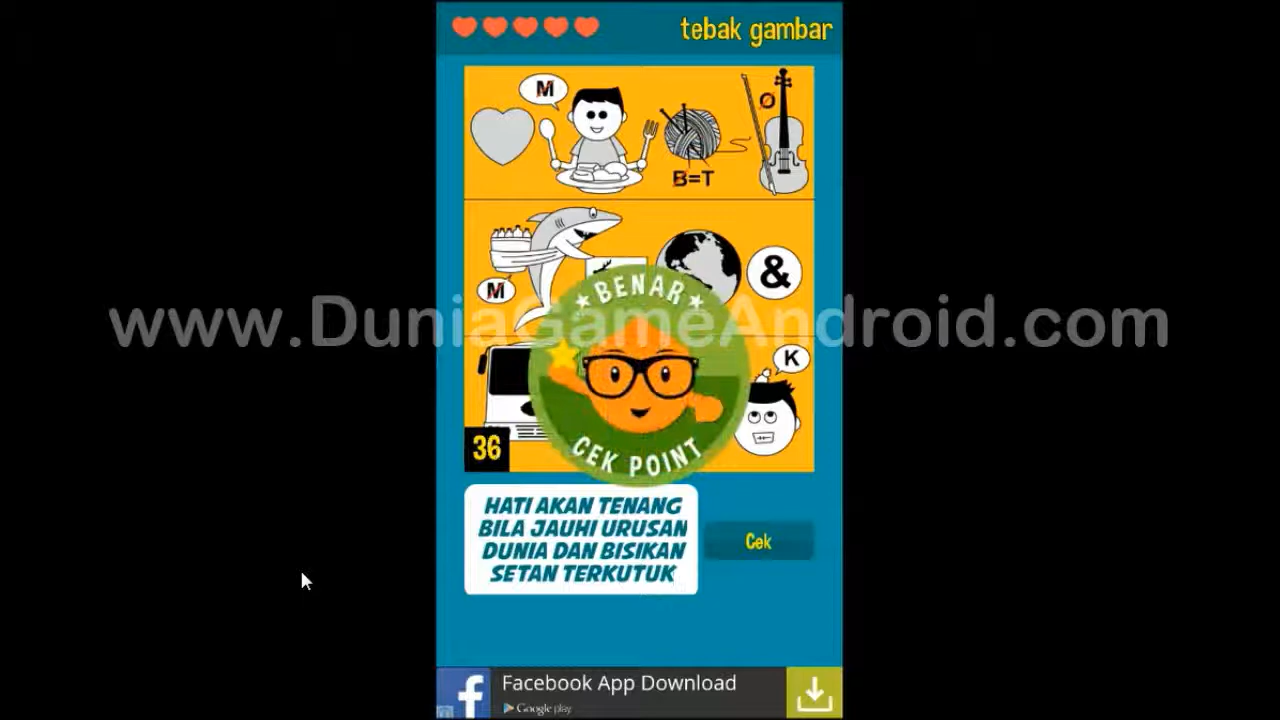 tebak gambar
M
O
B=T
M
&
www.DuniaGameAndroid.com
BENAR
K
36
CEK POINT
HATI AKAN TENANG
BILA JAUHI URUSAN
DUNIA DAN BISIKAN
SETAN TERKUTUK
Cek
Facebook App Download
Google play